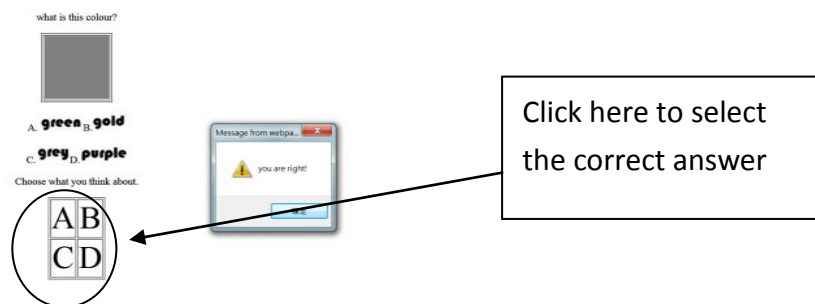 what is this colour?
A. green B. gold
C. grey D. purple
Choose what you think about.
A B
C D
Message from webpa...
you are right!
Click here to select
the correct answer